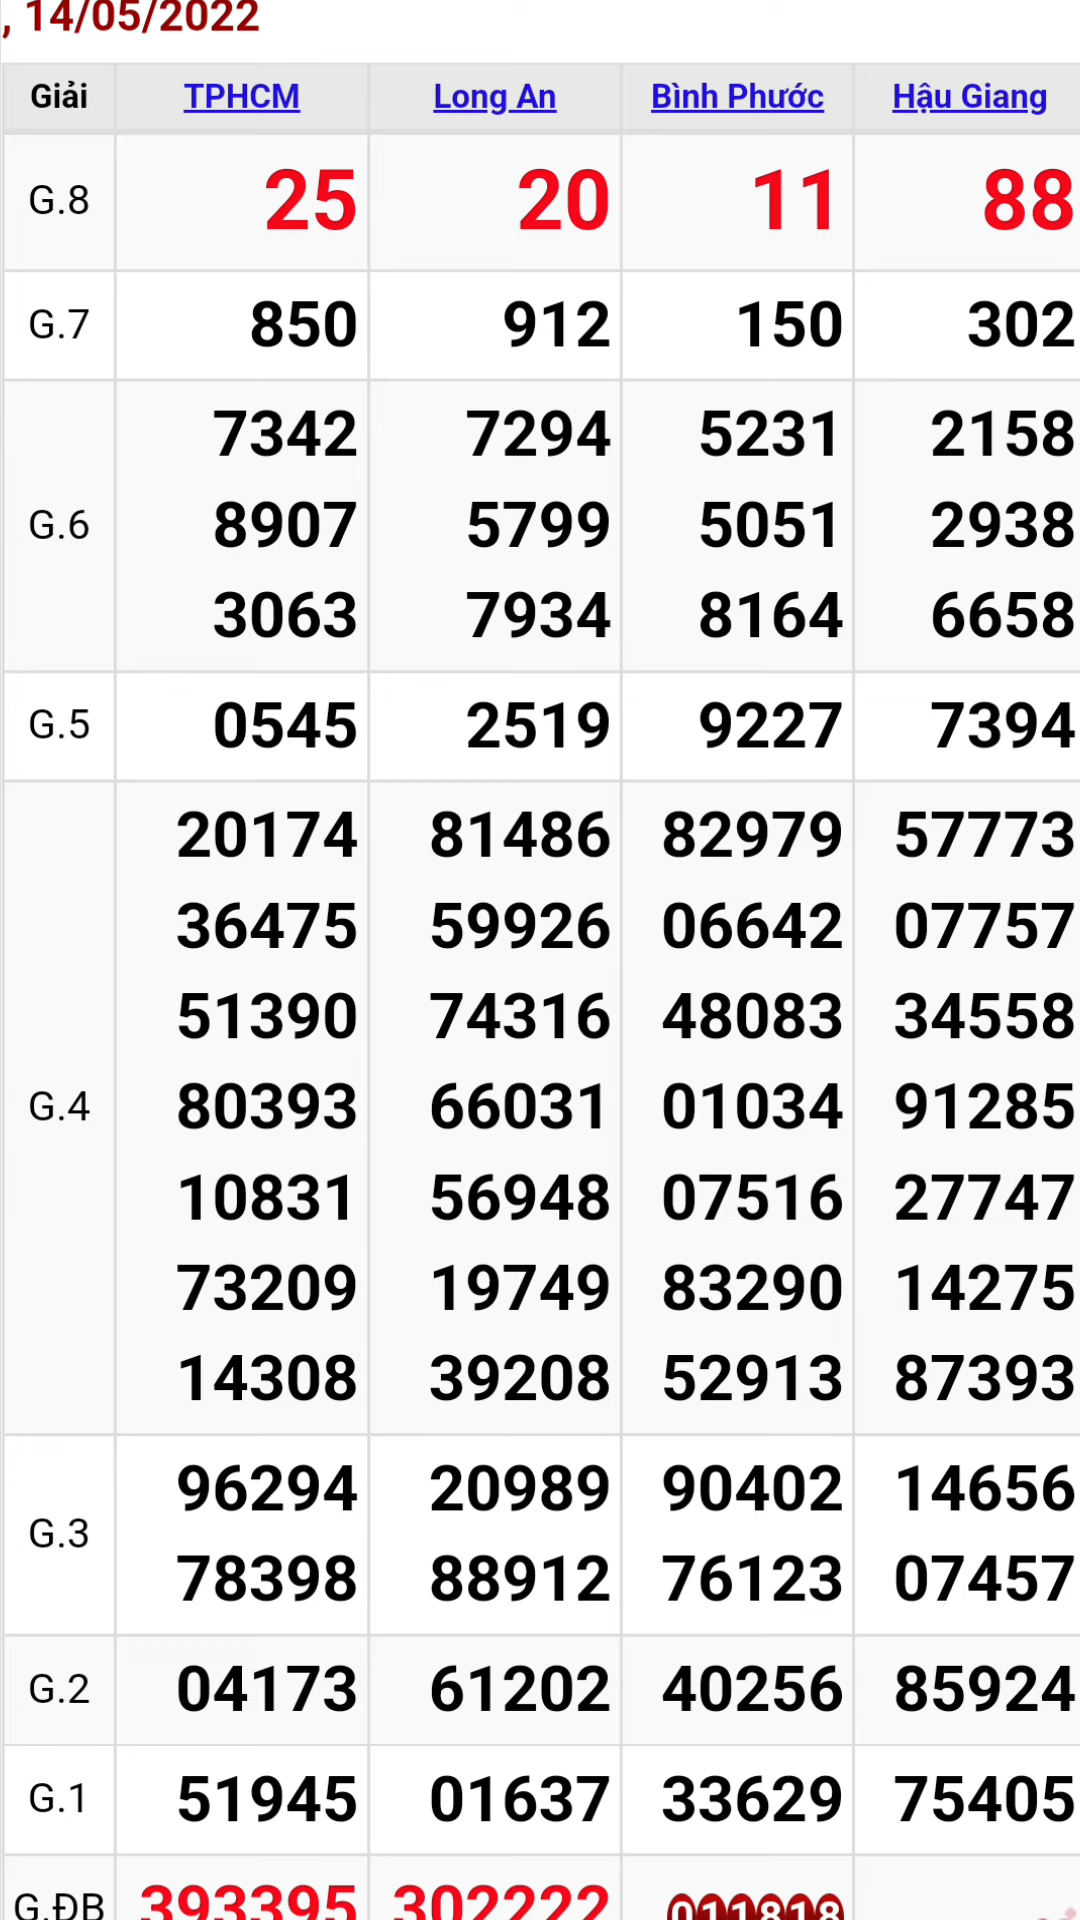 , 14/05/2022
Giải TPHCM Long An Bình Phước Hậu Giang
G.8 25 20 11 88
G.7 850 912 150 302
7342 7294 5231 2158
G.6 8907 5799 5051 2938
3063 7934 8164 6658
G.5 0545 2519 9227 7394
20174 81486 82979 57773
36475 59926 06642 07757
51390 74316 48083 34558
G.4 80393 66031 01034 91285
10831 56948 07516 27747
73209 19749 83290 14275
14308 39208 52913 87393
96294 20989 90402 14656
G.3
78398 88912 76123 07457
G.2 04173 61202 40256 85924
G.1 51945 01637 33629 75405
G.ĐB 393395 302222 011818